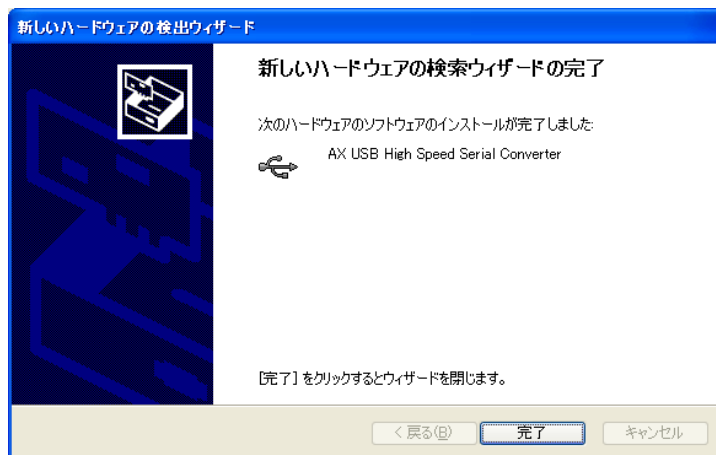 新しいハードウェアの検出ウィザード
新しいハードウェアの検索ウィザードの完了
次のハードウェアのソフトウェアのインストールが完了しました:
AX USB High Speed Serial Converter
[完了] をクリックするとウィザードを閉じます。
< 戻る(B) 完了 キャンセル